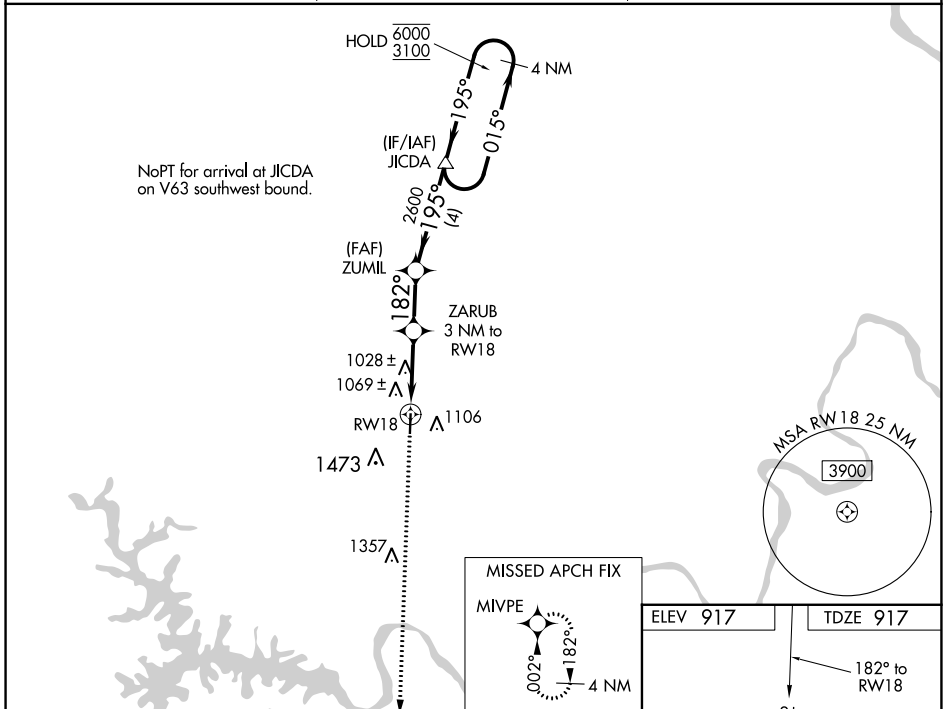 HOLD 6000
3100
4 NM
195°
015°
(IF/IAF)
JICDA
NoPT for arrival at JICDA
on V63 southwest bound.
2600
195°
(4)
(FAF)
ZUMIL
182°
ZARUB
3 NM to
RW18
1028 ±
1069 ±
RW18
1106
1473
MSA RW18 25 NM
3900
1357
MISSED APCH FIX
MIVPE
002°
182°
4 NM
ELEV 917
TDZE 917
182° to
RW18